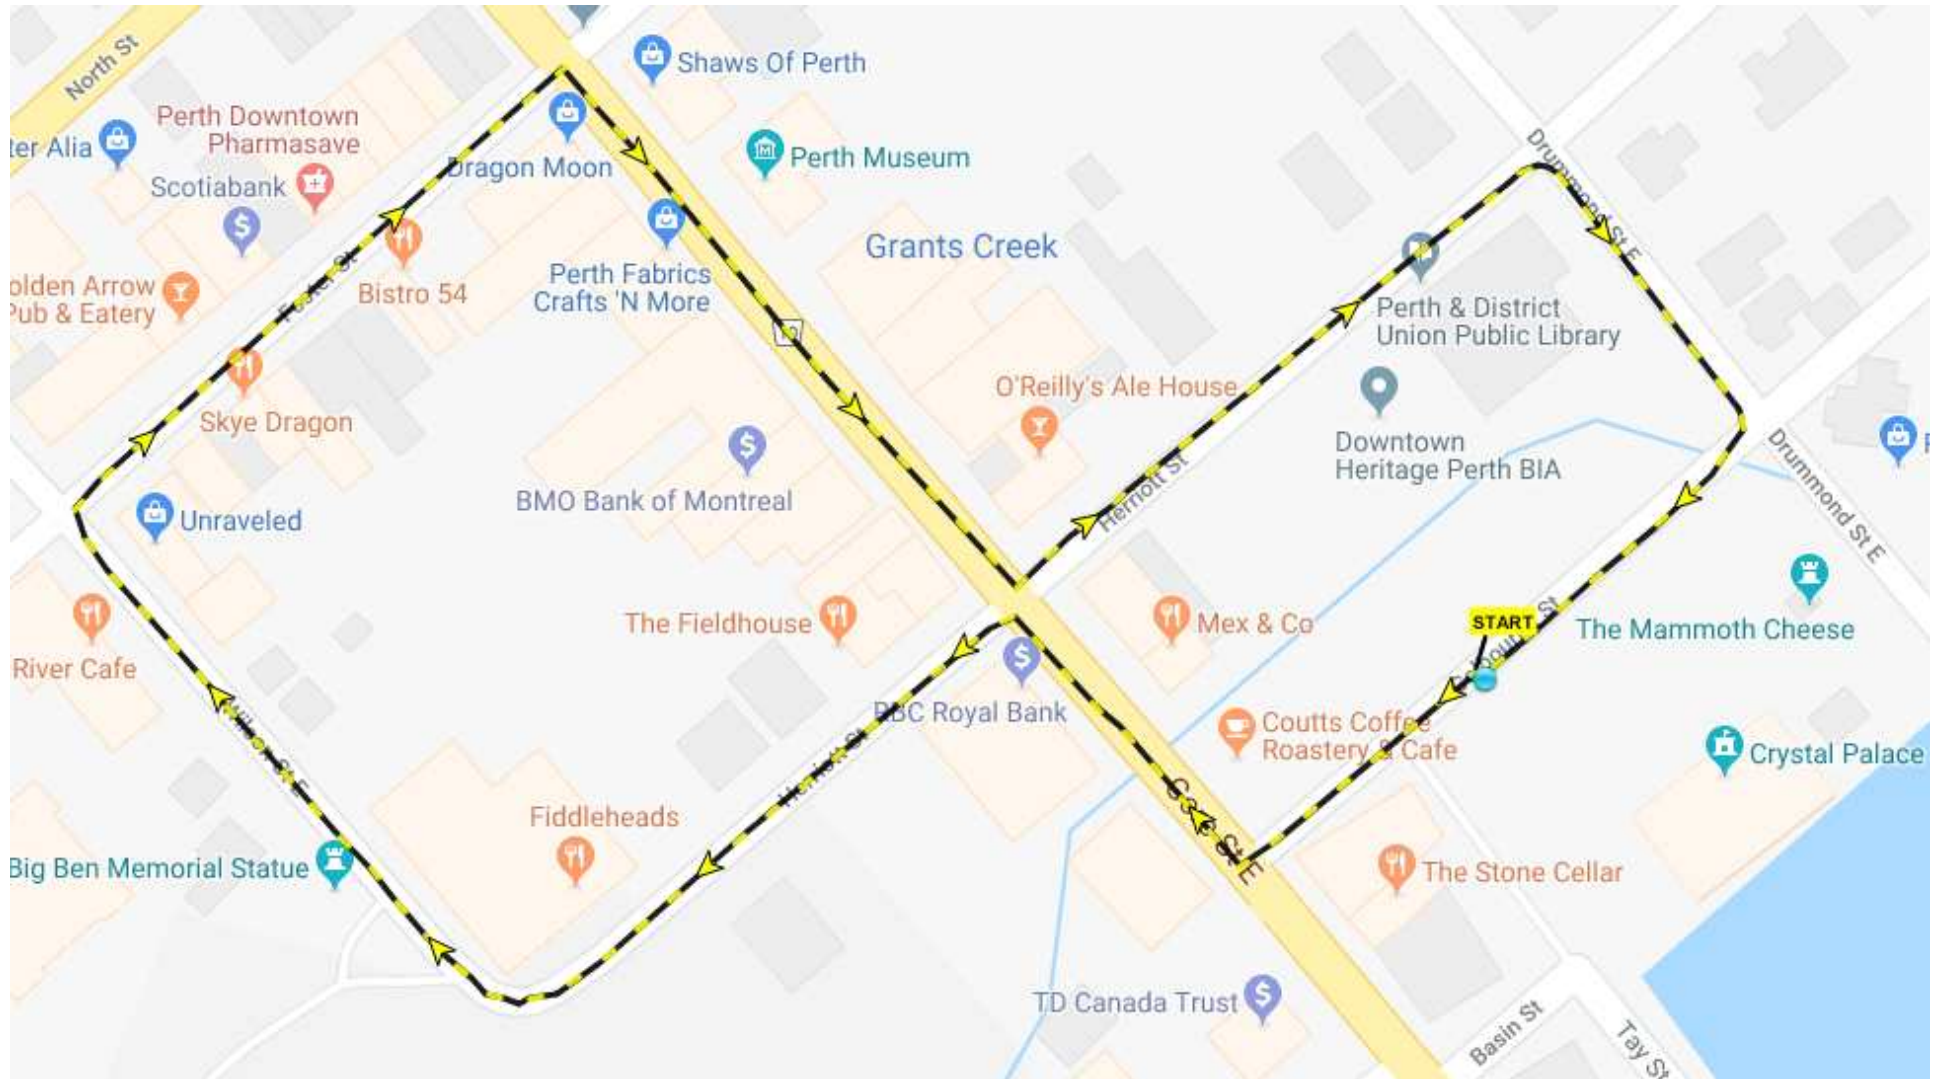 North St
Shaws Of Perth
Perth Downtown
Pharmasave
ter Alia
Dragon Moon
Perth Museum
Scotiabank
Drummond St E
Grants Creek
Foster St
olden Arrow
Pub & Eatery
Bistro 54
Perth Fabrics
Crafts 'N More
10
Perth & District
Union Public Library
O'Reilly's Ale House
Skye Dragon
Downtown
Heritage Perth BIA
Drummond St E
BMO Bank of Montreal
Herriott St
Unraveled
START
The Fieldhouse
Mex & Co
The Mammoth Cheese
River Cafe
RBC Royal Bank
Coutts Coffee
Roastery & Cafe
Wilson St E
Herriott St
Crystal Palace
Gore St E
Fiddleheads
Big Ben Memorial Statue
The Stone Cellar
TD Canada Trust
Basin St
Tay St